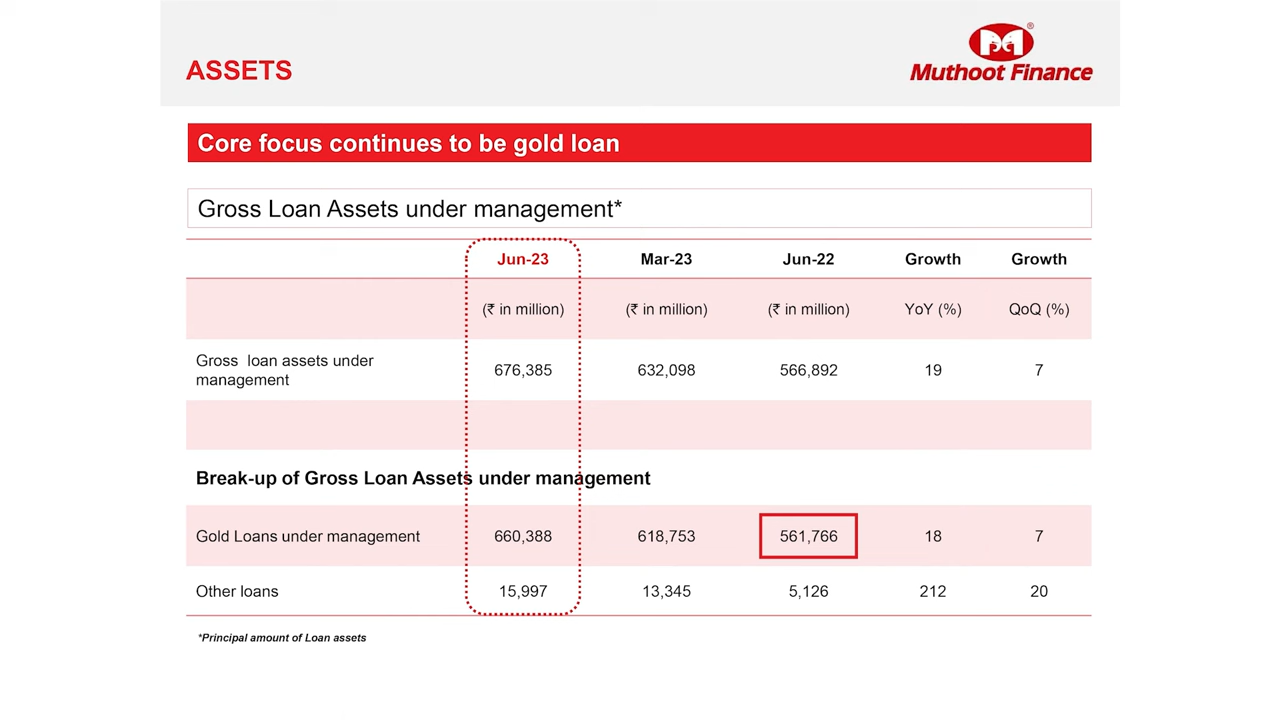 ASSETS
®
Muthoot Finance
Core focus continues to be gold loan
Gross Loan Assets under management*
Jun-23 Mar-23 Jun-22 Growth Growth
(₹ in million) (₹ in million) (₹ in million) YoY (%) QoQ (%)
Gross loan assets under
management
676,385 632,098 566,892 19 7
Break-up of Gross Loan Assets under management
Gold Loans under management 660,388 618,753 561,766 18 7
Other loans 15,997 13,345 5,126 212 20
*Principal amount of Loan assets